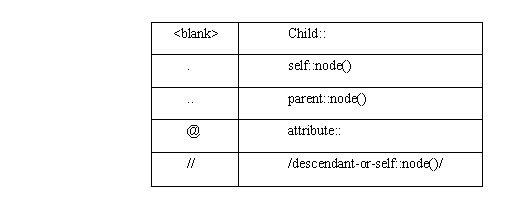 <blank> Child::
. self::node()
.. parent::node()
@ attribute::
// /descendant-or-self::node()/